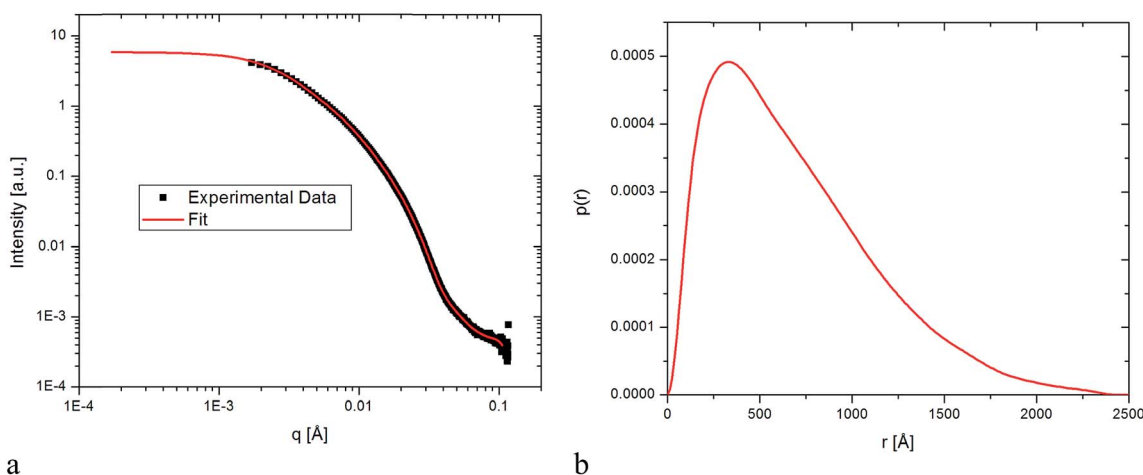 10
1
0.1
0.01
1E-3
1E-4
1E-4 1E-3 0.01 0.1
Intensity [a.u.]
q [Å]
Experimental Data
Fit
a
0.0005
0.0004
0.0003
0.0002
0.0001
0.0000
0 500 1000 1500 2000 2500
p(r)
r [Å]
b